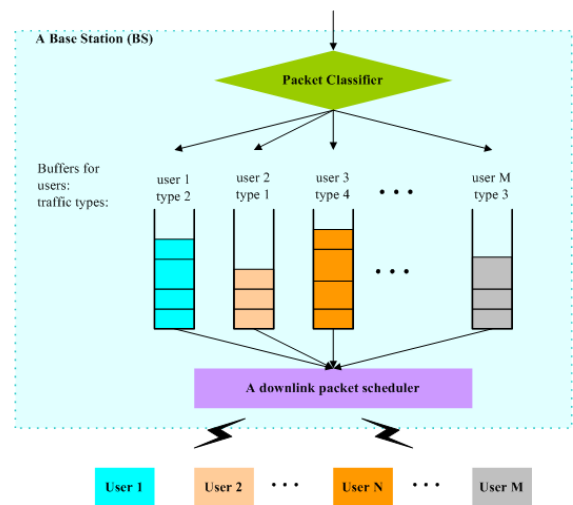 A Base Station (BS)
Packet Classifier
Buffers for
users:
traffic types:
user 1
type 2
user 2
type 1
user 3
type 4
• • •
user M
type 3
• • •
A downlink packet scheduler
User 1
User 2
• • •
User N
• • •
User M